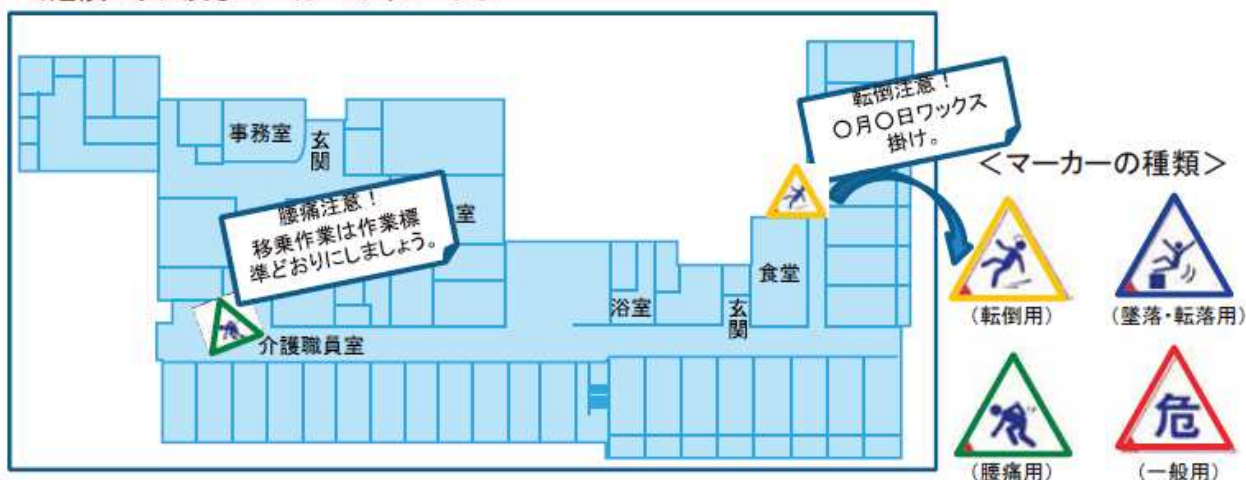 転倒注意!
〇月〇日ワックス
掛け。
<マーカーの種類>
事務室
玄関
腰痛注意!
移乗作業は作業標
準どおりにしましょう。
室
食堂
浴室
玄関
介護職員室
(転倒用)
(墜落・転落用)
危
(腰痛用)
(一般用)